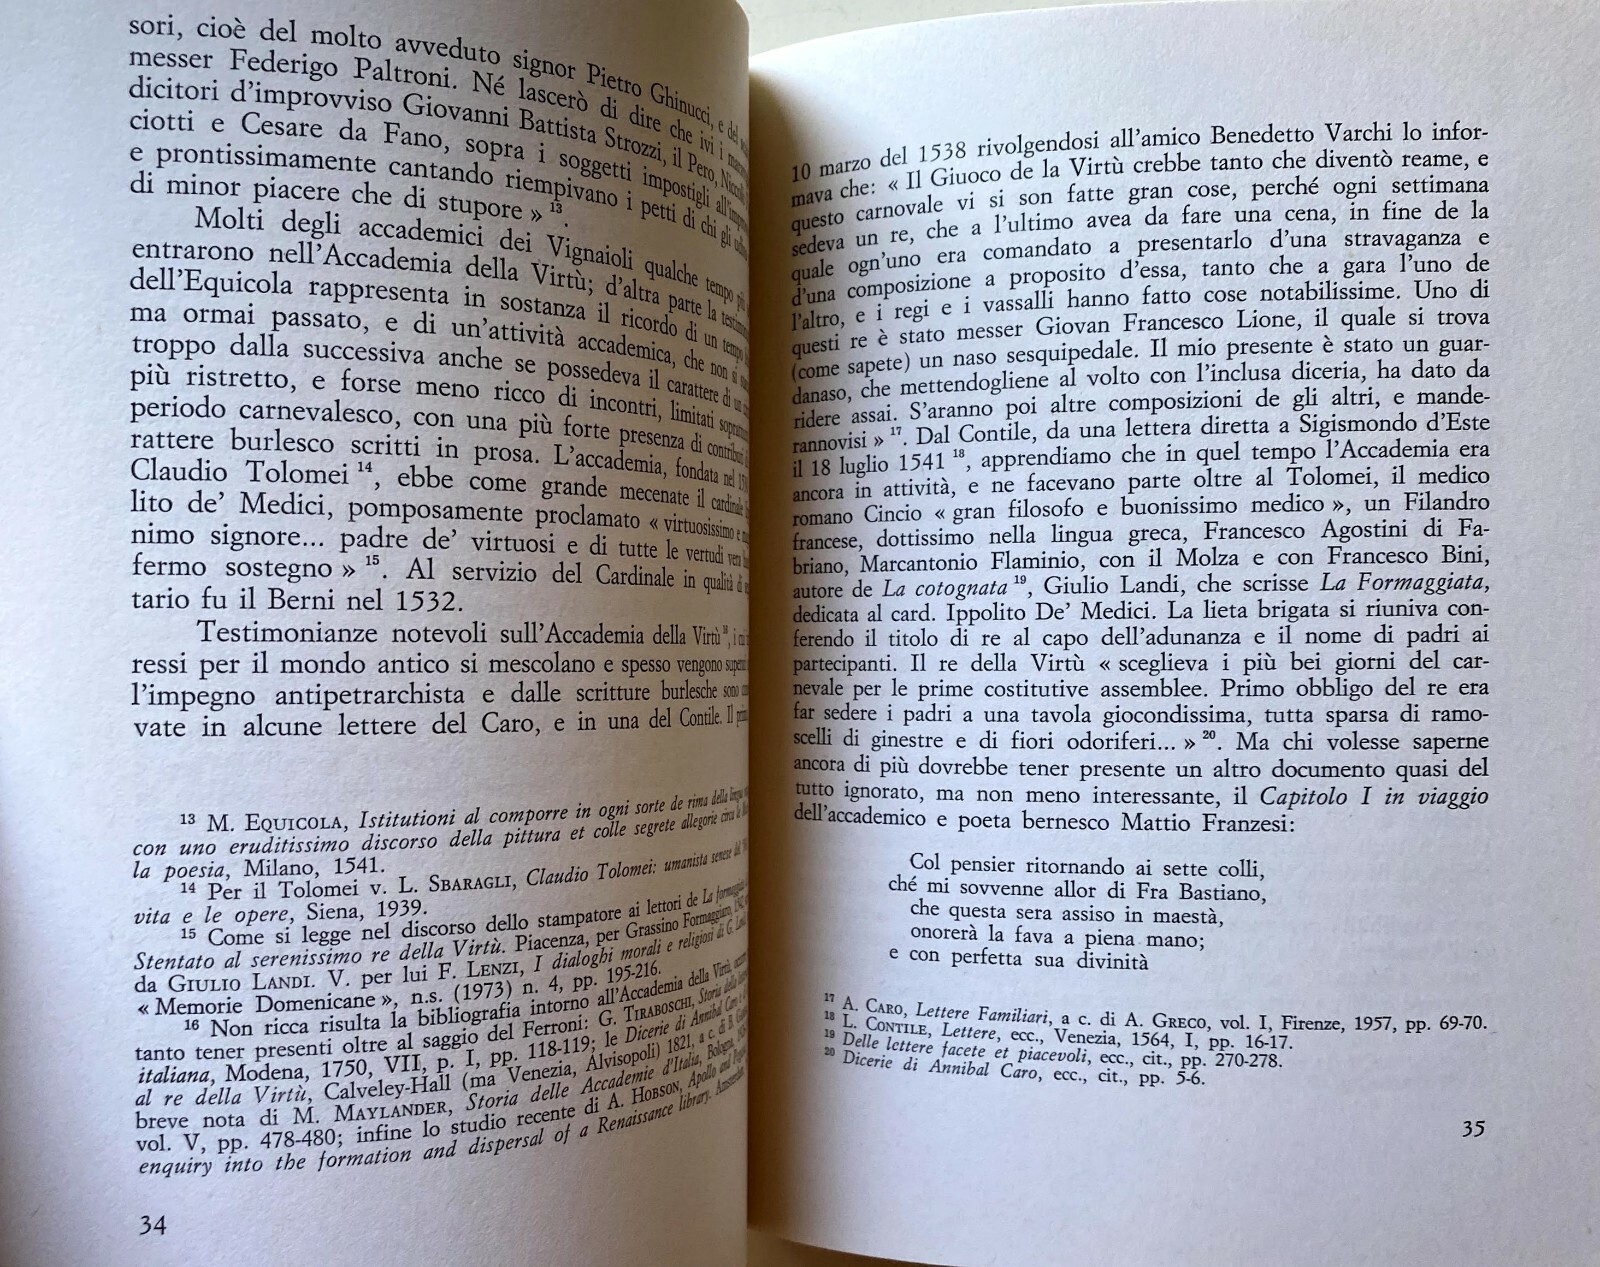 sori, cioè del molto avveduto signor Pietro Ghinucci, e del
messer Federigo Paltroni. Né lascerò di dire che ivi i
dicitori d'improvviso Giovanni Battista Strozzi, il Pero, Niccolò
ciotti e Cesare da Fano, sopra i soggetti impostigli
e prontissimamente cantando riempivano i petti di chi gli
di minor piacere che di stupore » 13.
Molti degli accademici dei Vignaioli qualche tempo
entrarono nell'Accademia della Virtù; d'altra parte la
dell'Equicola rappresenta in sostanza il ricordo di un tempo
ma ormai passato, e di un'attività accademica, che non si
troppo dalla successiva anche se possedeva il carattere di un
più ristretto, e forse meno ricco di incontri, limitati
periodo carnevalesco, con una più forte presenza di contributi
rattere burlesco scritti in prosa. L'accademia, fondata nel
Claudio Tolomei 14, ebbe come grande mecenate il cardinale
lito de' Medici, pomposamente proclamato « virtuosissimo e
nimo signore... padre de' virtuosi e di tutte le vertudi vero
fermo sostegno » 15. Al servizio del Cardinale in qualità di
tario fu il Berni nel 1532.
Testimonianze notevoli sull'Accademia della Virtù 16, i
ressi per il mondo antico si mescolano e spesso vengono
l'impegno antipetrarchista e dalle scritture burlesche sono
vate in alcune lettere del Caro, e in una del Contile. Il
13 M. EQUICOLA, Istitutioni al comporre in ogni sorte de rima della lingua
con uno eruditissimo discorso della pittura et colle segrete allegorie circa le
la poesia, Milano, 1541.
14 Per il Tolomei v. L. SBARAGLI, Claudio Tolomei: umanista senese del
vita e le opere, Siena, 1939.
15 Come si legge nel discorso dello stampatore ai lettori de La formaggiata
Stentato al serenissimo re della Virtù. Piacenza, per Grassino Formaggiaro,
da GIULIO LANDI. V. per lui F. LENZI, I dialoghi morali e religiosi di G.
« Memorie Domenicane », n.s. (1973) n. 4, pp. 195-216.
16 Non ricca risulta la bibliografia intorno all'Accademia della Virtù,
tanto tener presenti oltre al saggio del Ferroni: G. TIRABOSCHI, Storia della
italiana, Modena, 1750, VII, p. I, pp. 118-119; le Dicerie di Annibal Caro e
al re della Virtù, Calveley-Hall (ma Venezia, Alvisopoli) 1821, a c. di B.
breve nota di M. MAYLANDER, Storia delle Accademie d'Italia, Bologna,
vol. V, pp. 478-480; infine lo studio recente di A. HOBSON, Apollo and
enquiry into the formation and dispersal of a Renaissance library.
34
10 marzo del 1538 rivolgendosi all'amico Benedetto Varchi lo infor-
mava che: « Il Giuoco de la Virtù crebbe tanto che diventò reame, e
questo carnovale vi si son fatte gran cose, perché ogni settimana
sedeva un re, che a l'ultimo avea da fare una cena, in fine de la
quale ogn'uno era comandato a presentarlo d'una stravaganza e
d'una composizione a proposito d'essa, tanto che a gara l'uno de
l'altro, e i regi e i vassalli hanno fatto cose notabilissime. Uno di
questi re è stato messer Giovan Francesco Lione, il quale si trova
(come sapete) un naso sesquipedale. Il mio presente è stato un guar-
danaso, che mettendogliene al volto con l'inclusa diceria, ha dato da
ridere assai. S'aranno poi altre composizioni de gli altri, e mande-
rannovisi » 17. Dal Contile, da una lettera diretta a Sigismondo d'Este
il 18 luglio 1541 18, apprendiamo che in quel tempo l'Accademia era
ancora in attività, e ne facevano parte oltre al Tolomei, il medico
romano Cincio « gran filosofo e buonissimo medico », un Filandro
francese, dottissimo nella lingua greca, Francesco Agostini di Fa-
briano, Marcantonio Flaminio, con il Molza e con Francesco Bini,
autore de La cotognata 19, Giulio Landi, che scrisse La Formaggiata,
dedicata al card. Ippolito De' Medici. La lieta brigata si riuniva con-
ferendo il titolo di re al capo dell'adunanza e il nome di padri ai
partecipanti. Il re della Virtù « sceglieva i più bei giorni del car-
nevale per le prime costitutive assemblee. Primo obbligo del re era
far sedere i padri a una tavola giocondissima, tutta sparsa di ramo-
scelli di ginestre e di fiori odoriferi... » 20. Ma chi volesse saperne
ancora di più dovrebbe tener presente un altro documento quasi del
tutto ignorato, ma non meno interessante, il Capitolo I in viaggio
dell'accademico e poeta bernesco Mattio Franzesi:
Col pensier ritornando ai sette colli,
ché mi sovvenne allor di Fra Bastiano,
che questa sera assiso in maestà,
onorerà la fava a piena mano;
e con perfetta sua divinità
17 A. CARO, Lettere Familiari, a c. di A. GRECO, vol. I, Firenze, 1957, pp. 69-70.
18 L. CONTILE, Lettere, ecc., Venezia, 1564, I, pp. 16-17.
19 Delle lettere facete et piacevoli, ecc., cit., pp. 270-278.
20 Dicerie di Annibal Caro, ecc., cit., pp. 5-6.
35